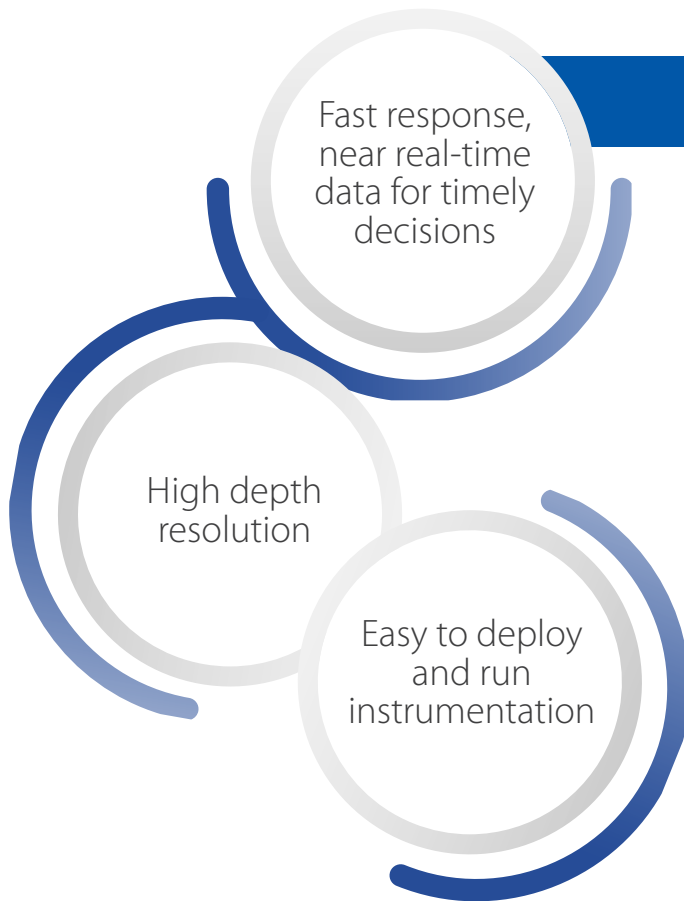 Fast response,
near real-time
data for timely
decisions
High depth
resolution
Easy to deploy
and run
instrumentation